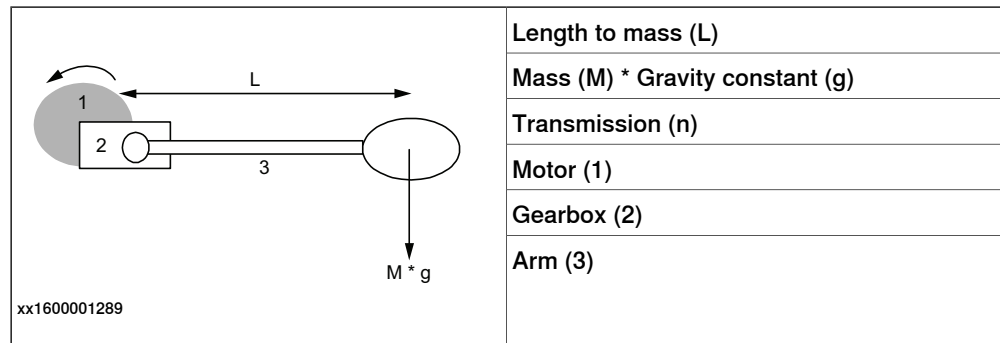 L
1
2
3
M * g
xx1600001289
Length to mass (L)
Mass (M) * Gravity constant (g)
Transmission (n)
Motor (1)
Gearbox (2)
Arm (3)